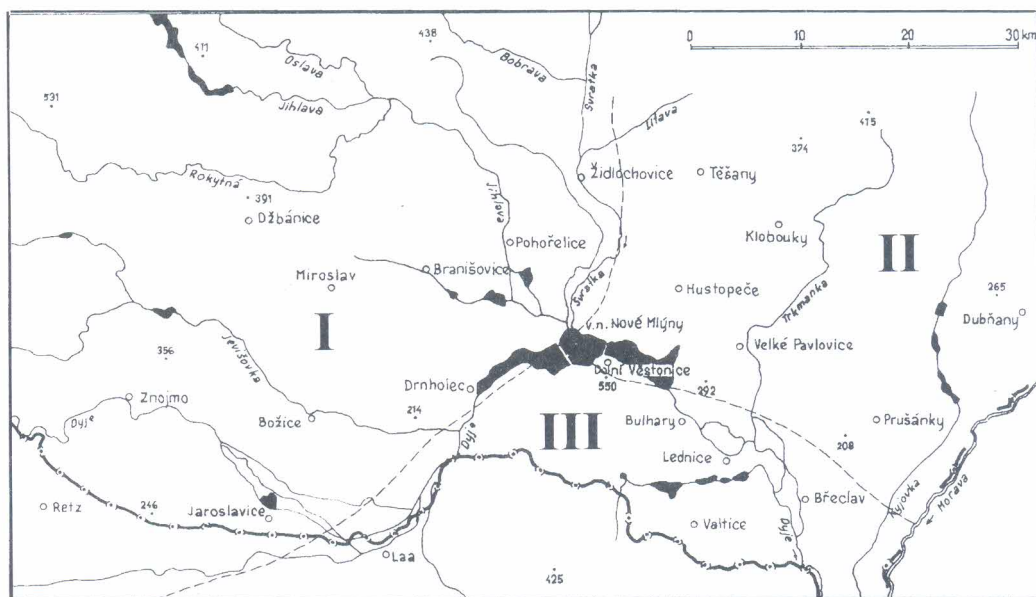 0 10 20 30 km
411
438
Oslava
Bobrava
Svratka
531
Jihlava
Litava
475
374
Židlochovice
Těšany
Rokytná
391
Džbánice
Jihlava
Pohořelice
Klobouky
II
Branišovice
Miroslav
Svratka
Hustopeče
265
Trkmanka
Dubňany
I
v.n. Nové Mlýny
Jevišovka
Velké Pavlovice
356
Dolní Věstonice
Drnholec
550
292
Znojmo
214
Božice
III
Bulhary
Prušánky
Dyje
Dyje
208
Lednice
Retz
246
Jaroslavice
Břeclav
Kyjovka
Morava
Valtice
Dyje
Laa
425